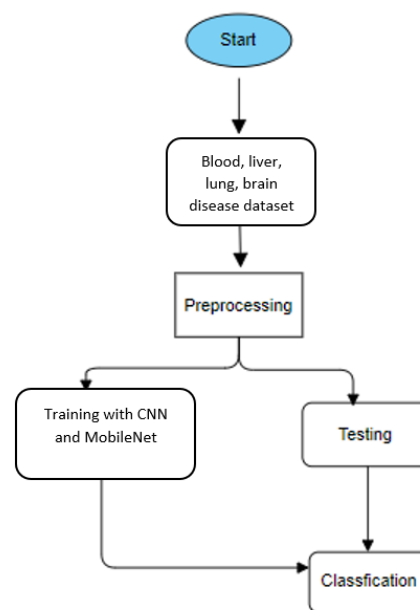 Start
Blood, liver,
lung, brain
disease dataset
Preprocessing
Training with CNN
and MobileNet
Testing
Classfication